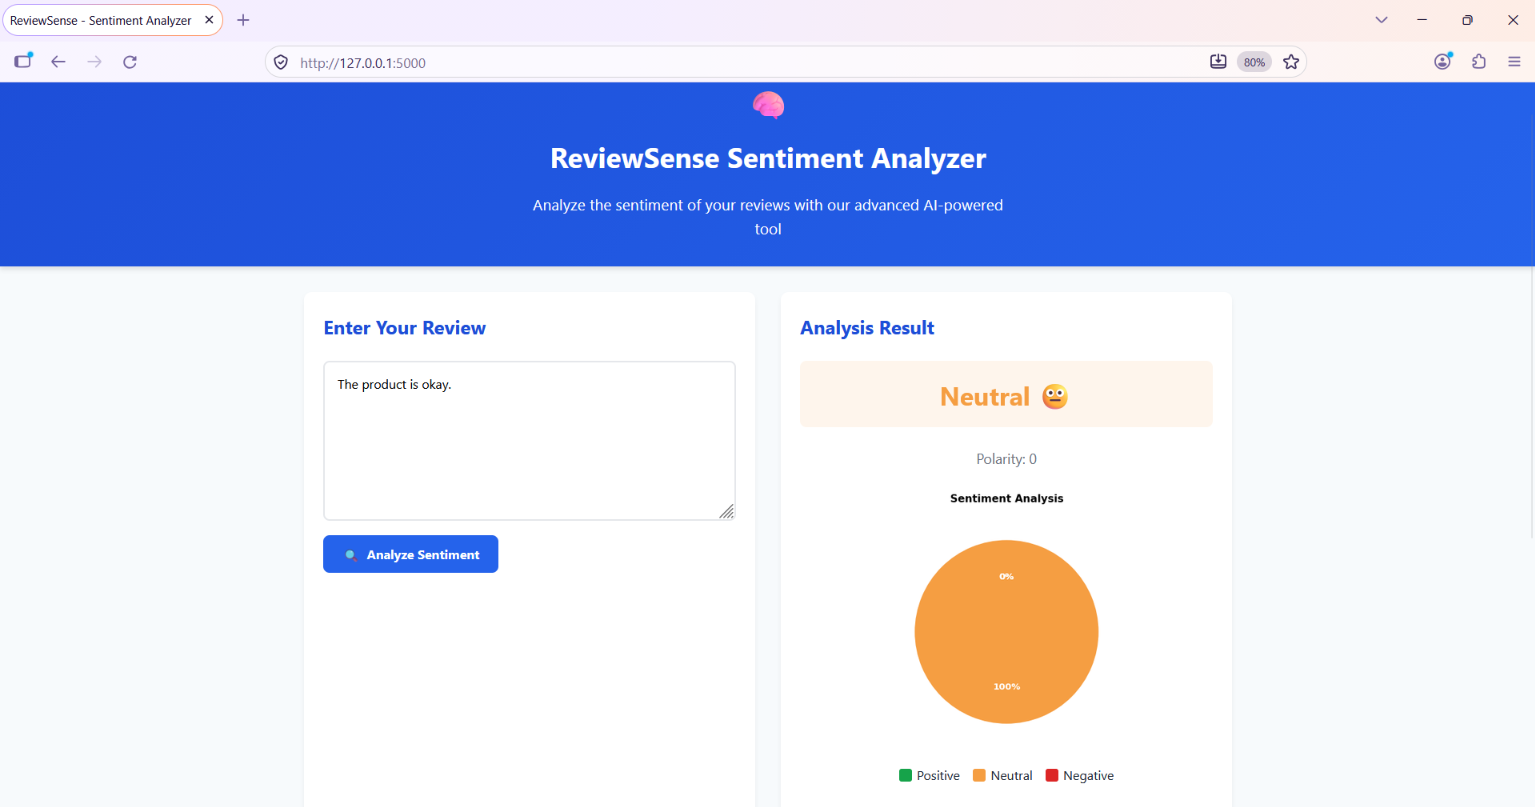 ReviewSense - Sentiment Analyzer
http://127.0.0.1:5000
80%
ReviewSense Sentiment Analyzer
Analyze the sentiment of your reviews with our advanced AI-powered
tool
Enter Your Review
The product is okay.
Analyze Sentiment
Analysis Result
Neutral
Polarity: 0
Sentiment Analysis
0%
100%
Positive Neutral Negative